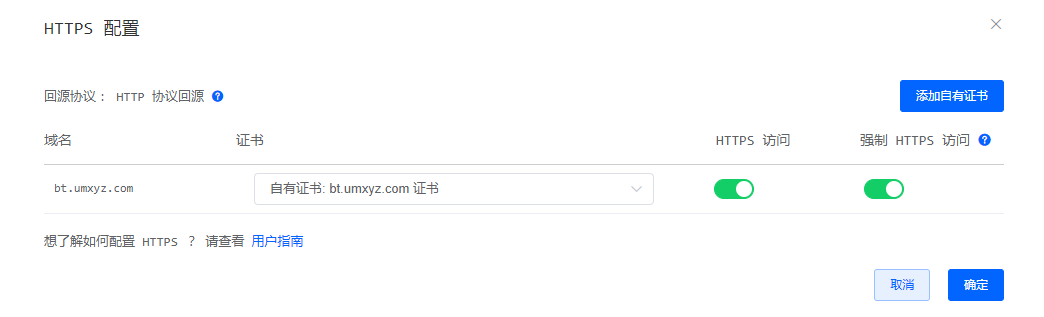 HTTPS 配置
回源协议： HTTP 协议回源 ?
添加自有证书
域名 证书 HTTPS 访问 强制 HTTPS 访问 ?
bt.umxyz.com 自有证书: bt.umxyz.com 证书
想了解如何配置 HTTPS ？ 请查看 用户指南
取消 确定